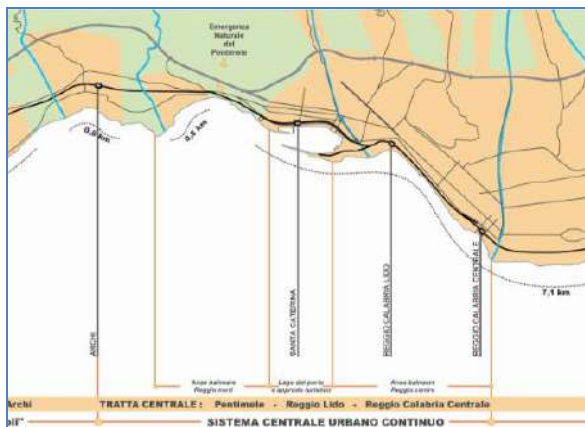 Emergenza
Naturale
del
Pentimele
0,8 km
4,5 km
7,1 km
ARCHI
SANTA CATERINA
REGGIO CALABRIA LIDO
REGGIO CALABRIA CENTRALE
Area balneare
Reggio nord
Lago del porto
e approdo turistico
Area balneare
Reggio centro
Archi
TRATTA CENTRALE : Pentimele - Reggio Lido - Reggio Calabria Centrale
oli"
SISTEMA CENTRALE URBANO CONTINUO